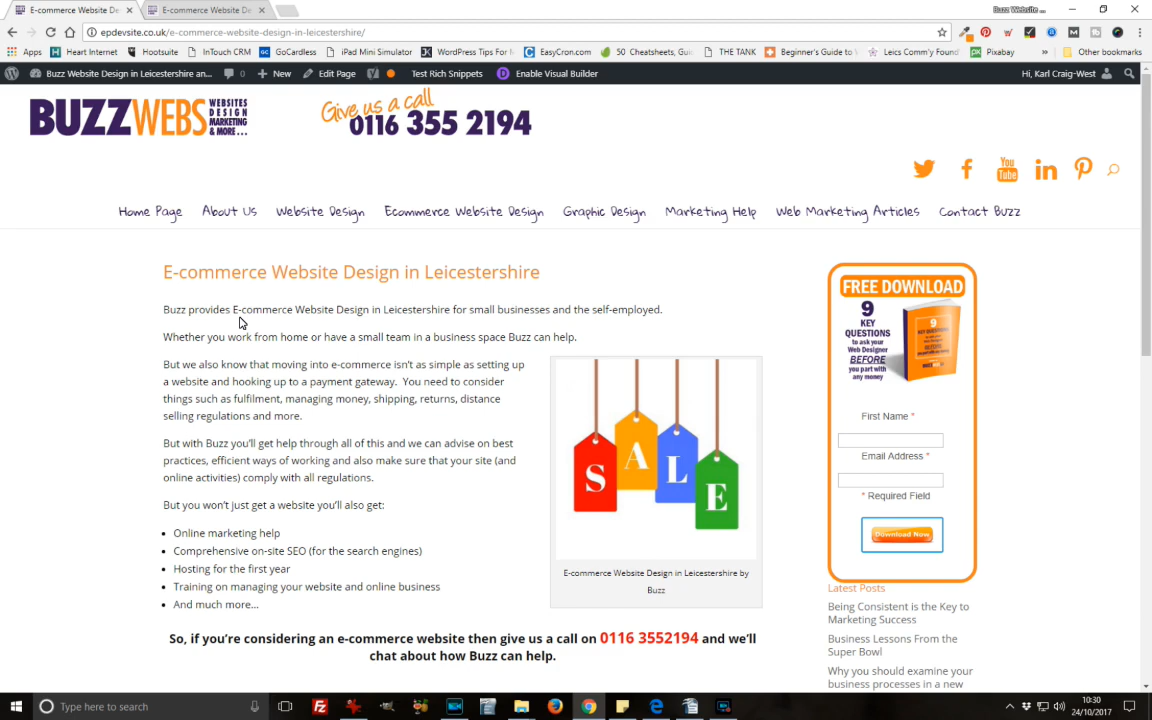 E-commerce Website De
E-commerce Website De
Buzz Website ...
epdevsite.co.uk/e-commerce-website-design-in-leicestershire/
Apps
Heart Internet
Hootsuite
InTouch CRM
GoCardless
iPad Mini Simulator
WordPress Tips For
EasyCron.com
50 Cheatsheets, Gui
THE TANK
Beginner's Guide to
Leics Comm'y Found
Pixabay
»
Other bookmarks
Buzz Website Design in Leicestershire an...
0
New
Edit Page
Test Rich Snippets
Enable Visual Builder
Hi, Karl Craig-West
BUZZWEBS WEBSITES DESIGN MARKETING & MORE...
Give us a call
0116 355 2194
You Tube
in
Home Page
About Us
Website Design
Ecommerce Website Design
Graphic Design
Marketing Help
Web Marketing Articles
Contact Buzz
E-commerce Website Design in Leicestershire
Buzz provides E-commerce Website Design in Leicestershire for small businesses and the self-employed.
Whether you work from home or have a small team in a business space Buzz can help.
But we also know that moving into e-commerce isn't as simple as setting up
a website and hooking up to a payment gateway. You need to consider
things such as fulfilment, managing money, shipping, returns, distance
selling regulations and more.
But with Buzz you'll get help through all of this and we can advise on best
practices, efficient ways of working and also make sure that your site (and
online activities) comply with all regulations.
But you won't just get a website you'll also get:
• Online marketing help
• Comprehensive on-site SEO (for the search engines)
• Hosting for the first year
• Training on managing your website and online business
• And much more...
SALE
E-commerce Website Design in Leicestershire by
Buzz
So, if you're considering an e-commerce website then give us a call on 0116 3552194 and we'll
chat about how Buzz can help.
FREE DOWNLOAD
9
KEY
QUESTIONS
to ask your
Web Designer
BEFORE
you part with
any money
First Name *
Email Address *
* Required Field
Download Now
Latest Posts
Being Consistent is the Key to
Marketing Success
Business Lessons From the
Super Bowl
Why you should examine your
business processes in a new
Type here to search
10:30
24/10/2017